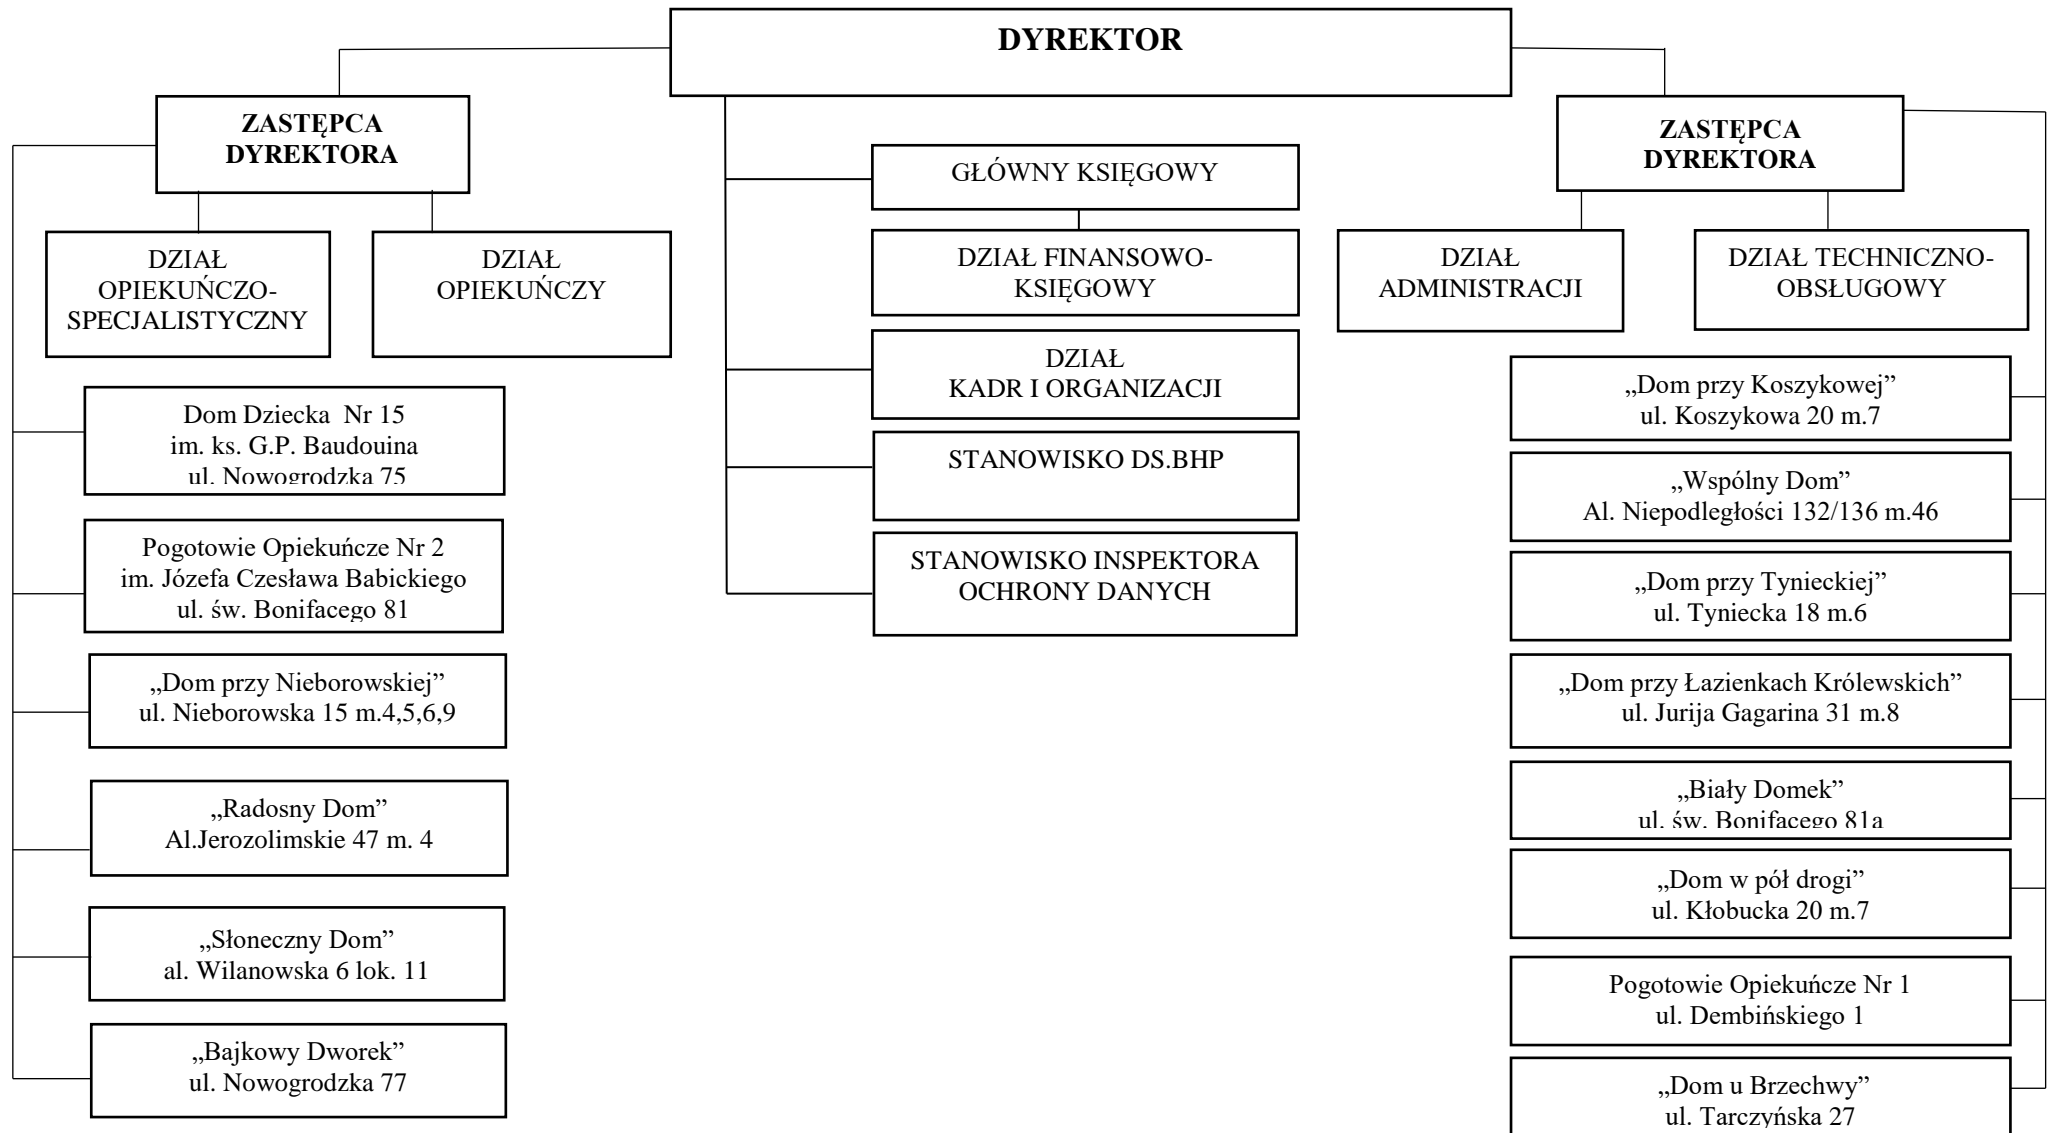 DYREKTOR
ZASTĘPCA
DYREKTORA
DZIAŁ
OPIEKUŃCZO-
SPECJALISTYCZNY
DZIAŁ
OPIEKUŃCZY
Dom Dziecka Nr 15
im. ks. G.P. Baudouina
ul. Nowogrodzka 75
Pogotowie Opiekuńcze Nr 2
im. Józefa Czesława Babickiego
ul. św. Bonifacego 81
„Dom przy Nieborowskiej”
ul. Nieborowska 15 m.4,5,6,9
„Radosny Dom”
Al.Jerozolimskie 47 m. 4
„Słoneczny Dom”
al. Wilanowska 6 lok. 11
„Bajkowy Dworek”
ul. Nowogrodzka 77
GŁÓWNY KSIĘGOWY
DZIAŁ FINANSOWO-
KSIĘGOWY
DZIAŁ
KADR I ORGANIZACJI
STANOWISKO DS.BHP
STANOWISKO INSPEKTORA
OCHRONY DANYCH
ZASTĘPCA
DYREKTORA
DZIAŁ
ADMINISTRACJI
DZIAŁ TECHNICZNO-
OBSŁUGOWY
„Dom przy Koszykowej”
ul. Koszykowa 20 m.7
„Wspólny Dom”
Al. Niepodległości 132/136 m.46
„Dom przy Tynieckiej”
ul. Tyniecka 18 m.6
„Dom przy Łazienkach Królewskich”
ul. Jurija Gagarina 31 m.8
„Biały Domek”
ul. św. Bonifacego 81a
„Dom w pół drogi”
ul. Kłobucka 20 m.7
Pogotowie Opiekuńcze Nr 1
ul. Dembińskiego 1
„Dom u Brzechwy”
ul. Tarczyńska 27